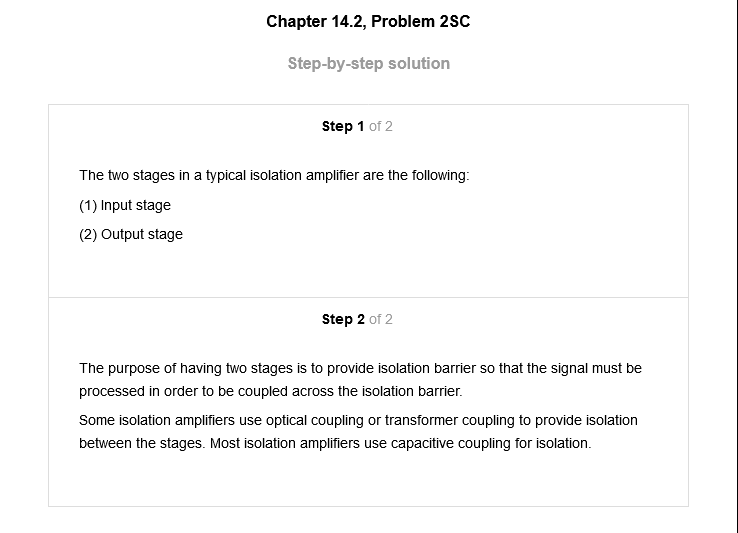 Chapter 14.2, Problem 2SC
Step-by-step solution
Step 1 of 2
The two stages in a typical isolation amplifier are the following:
(1) Input stage
(2) Output stage
Step 2 of 2
The purpose of having two stages is to provide isolation barrier so that the signal must be
processed in order to be coupled across the isolation barrier.
Some isolation amplifiers use optical coupling or transformer coupling to provide isolation
between the stages. Most isolation amplifiers use capacitive coupling for isolation.